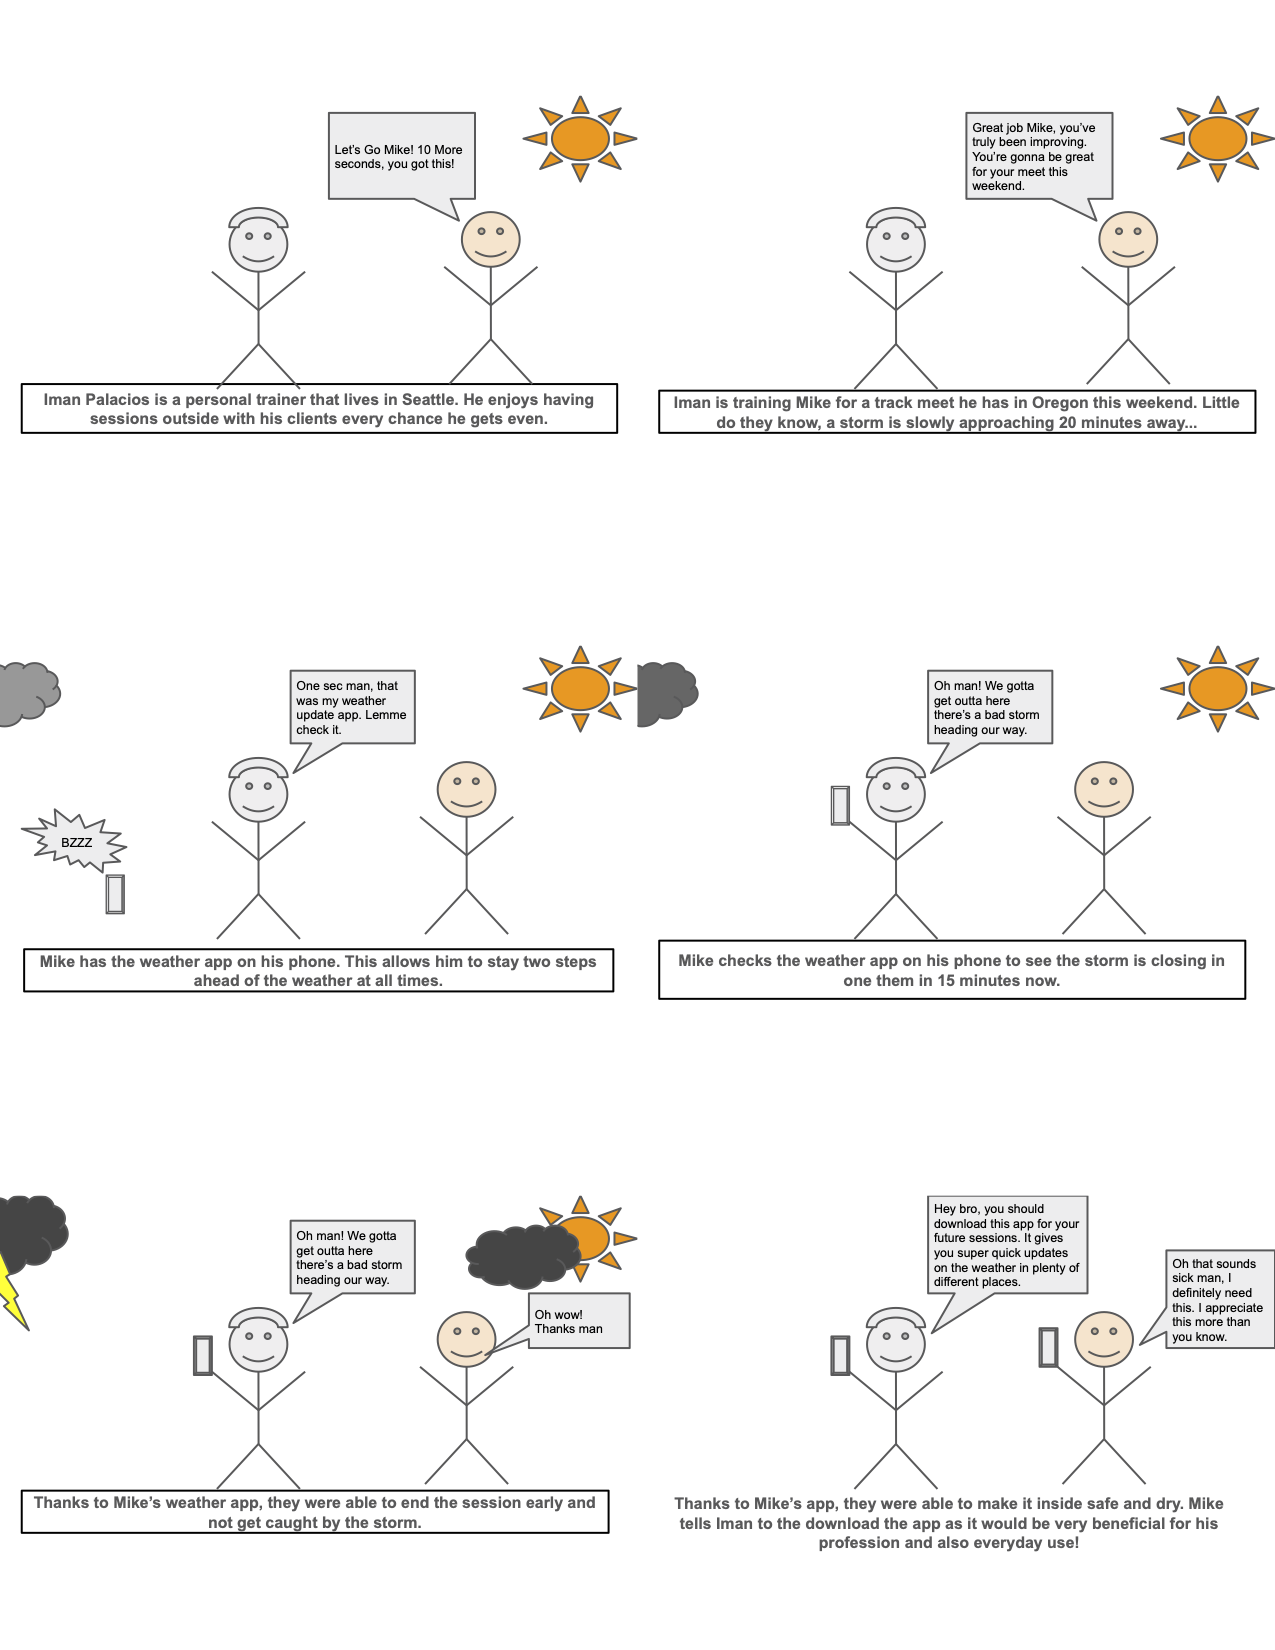 Let's Go Mike! 10 More
seconds, you got this!
Iman Palacios is a personal trainer that lives in Seattle. He enjoys having
sessions outside with his clients every chance he gets even.
Great job Mike, you've
truly been improving.
You're gonna be great
for your meet this
weekend.
Iman is training Mike for a track meet he has in Oregon this weekend. Little
do they know, a storm is slowly approaching 20 minutes away...
One sec man, that
was my weather
update app. Lemme
check it.
BZZZ
Mike has the weather app on his phone. This allows him to stay two steps
ahead of the weather at all times.
Oh man! We gotta
get outta here
there's a bad storm
heading our way.
Mike checks the weather app on his phone to see the storm is closing in
one them in 15 minutes now.
Oh man! We gotta
get outta here
there's a bad storm
heading our way.
Oh wow!
Thanks man
Thanks to Mike's weather app, they were able to end the session early and
not get caught by the storm.
Hey bro, you should
download this app for your
future sessions. It gives
you super quick updates
on the weather in plenty of
different places.
Oh that sounds
sick man, I
definitely need
this. I appreciate
this more than
you know.
Thanks to Mike's app, they were able to make it inside safe and dry. Mike
tells Iman to the download the app as it would be very beneficial for his
profession and also everyday use!